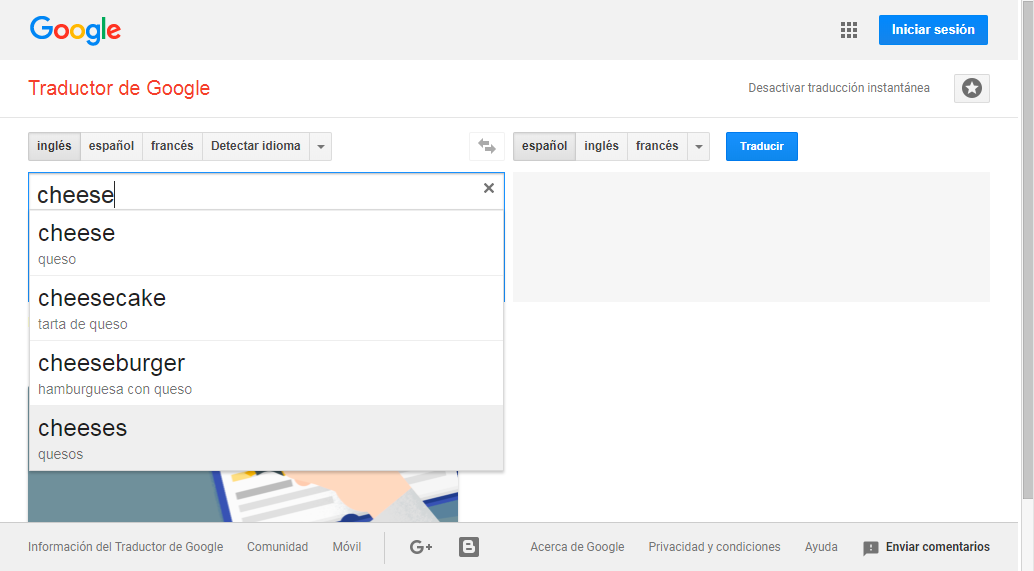 Google
Iniciar sesión
Traductor de Google
Desactivar traducción instantánea
inglés español francés Detectar idioma
español inglés francés
Traducir
cheese
cheese
queso
cheesecake
tarta de queso
cheeseburger
hamburguesa con queso
cheeses
quesos
Información del Traductor de Google Comunidad Móvil G+ Acerca de Google Privacidad y condiciones Ayuda Enviar comentarios